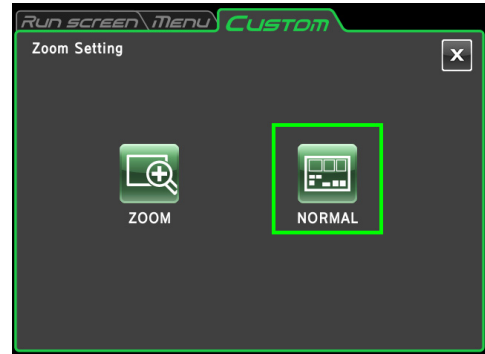 Run screen Menu Custom
Zoom Setting
X
ZOOM NORMAL